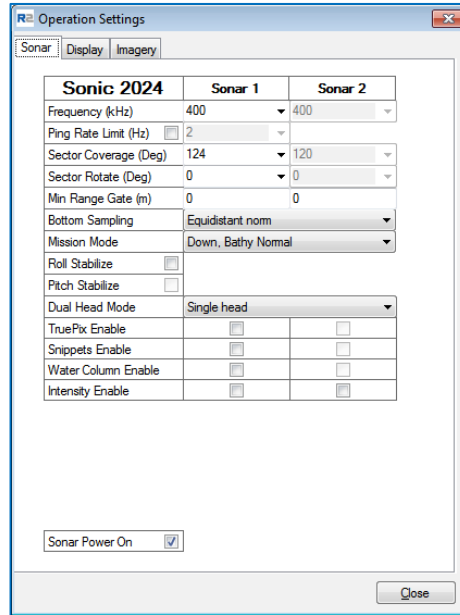 R2 Operation Settings
Sonar Display Imagery
Sonic 2024 Sonar 1 Sonar 2
Frequency (kHz) 400 400
Ping Rate Limit (Hz) 2
Sector Coverage (Deg) 124 120
Sector Rotate (Deg) 0 0
Min Range Gate (m) 0 0
Bottom Sampling Equidistant norm
Mission Mode Down, Bathy Normal
Roll Stabilize
Pitch Stabilize
Dual Head Mode Single head
TruePix Enable
Snippets Enable
Water Column Enable
Intensity Enable
Sonar Power On
Close